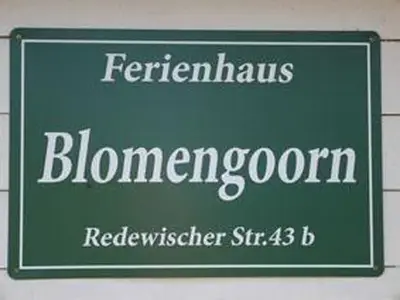 Ferienhaus
Blomengoorn
Redewischer Str.43 b